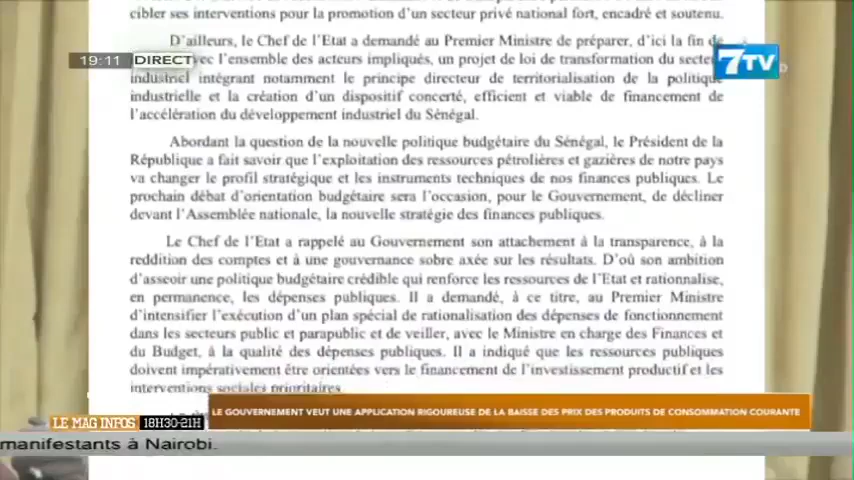 cibler ses interventions pour la promotion d'un secteur privé national fort, encadré et soutenu.
D'ailleurs, le Chef de l'Etat a demandé au Premier Ministre de préparer, d'ici la fin de
avec l'ensemble des acteurs impliqués, un projet de loi de transformation du secteur
industriel intégrant notamment le principe directeur de territorialisation de la politique
industrielle et la création d'un dispositif concerté, efficient et viable de financement de
l'accélération du développement industriel du Sénégal.
Abordant la question de la nouvelle politique budgétaire du Sénégal, le Président de la
République a fait savoir que l'exploitation des ressources pétrolières et gazières de notre pays
va changer le profil stratégique et les instruments techniques de nos finances publiques. Le
prochain débat d'orientation budgétaire sera l'occasion, pour le Gouvernement, de décliner
devant l'Assemblée nationale, la nouvelle stratégie des finances publiques.
Le Chef de l'Etat a rappelé au Gouvernement son attachement à la transparence, à la
reddition des comptes et à une gouvernance sobre axée sur les résultats. D'où son ambition
d'asseoir une politique budgétaire crédible qui renforce les ressources de l'Etat et rationnalise,
en permanence, les dépenses publiques. Il a demandé, à ce titre, au Premier Ministre
d'intensifier l'exécution d'un plan spécial de rationalisation des dépenses de fonctionnement
dans les secteurs public et parapublic et de veiller, avec le Ministre en charge des Finances et
du Budget, à la qualité des dépenses publiques. Il a indiqué que les ressources publiques
doivent impérativement être orientées vers le financement de l'investissement productif et les
interventions sociales prioritaires.
19:11 DIRECT
7TV
LE MAG INFOS 18H30-21H
LE GOUVERNEMENT VEUT UNE APPLICATION RIGOUREUSE DE LA BAISSE DES PRIX DES PRODUITS DE CONSOMMATION COURANTE
manifestants à Nairobi.